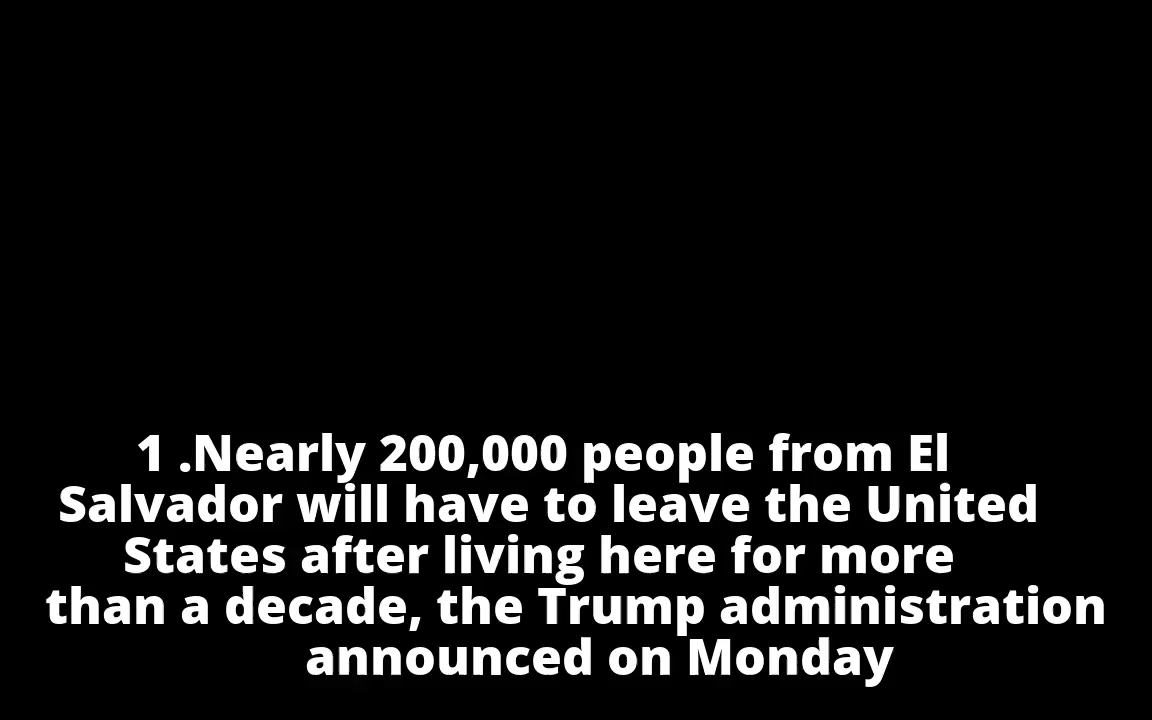 1 .Nearly 200,000 people from El
Salvador will have to leave the United
States after living here for more
than a decade, the Trump administration
announced on Monday